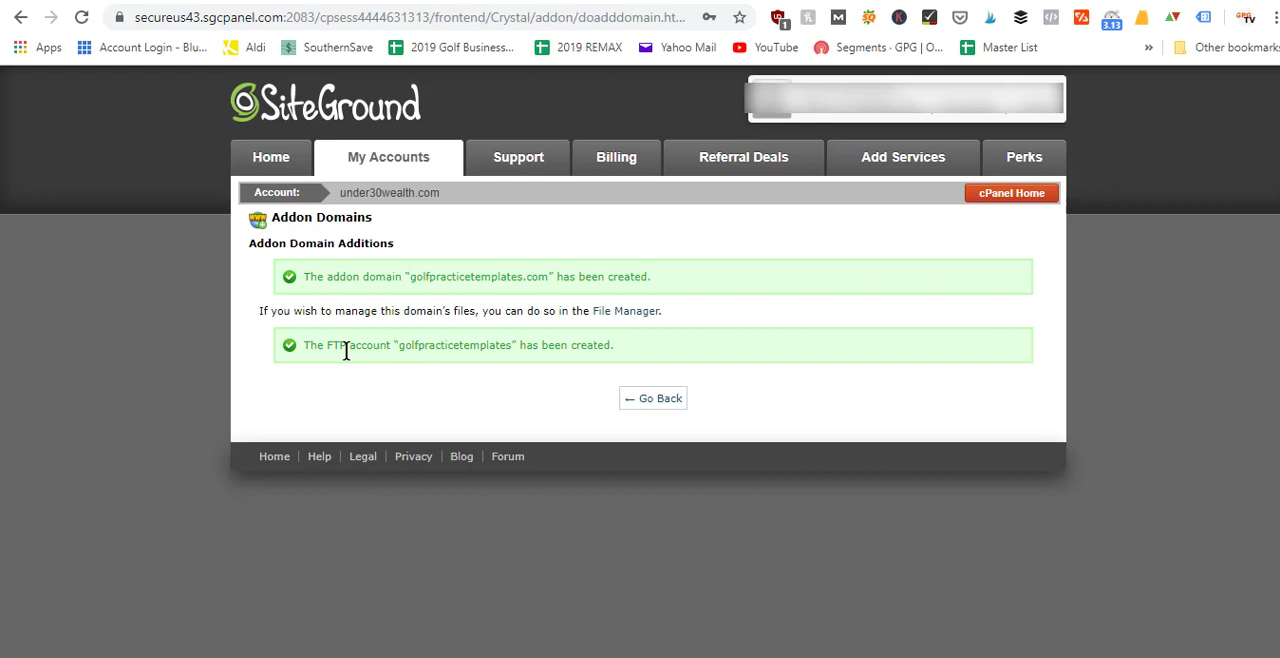 secureus43.sgcpanel.com:2083/cpsess4444631313/frontend/Crystal/addon/doadddomain.ht...
1
3.13
Apps
Account Login - Blu...
Aldi
SouthernSave
2019 Golf Business...
2019 REMAX
Yahoo Mail
YouTube
Segments · GPG | O...
Master List
»
Other bookmarks
SiteGround
Home
My Accounts
Support
Billing
Referral Deals
Add Services
Perks
Account:
under30wealth.com
cPanel Home
Addon Domains
Addon Domain Additions
The addon domain “golfpracticetemplates.com” has been created.
If you wish to manage this domain’s files, you can do so in the File Manager.
The FTP account “golfpracticetemplates” has been created.
← Go Back
Home | Help | Legal | Privacy | Blog | Forum